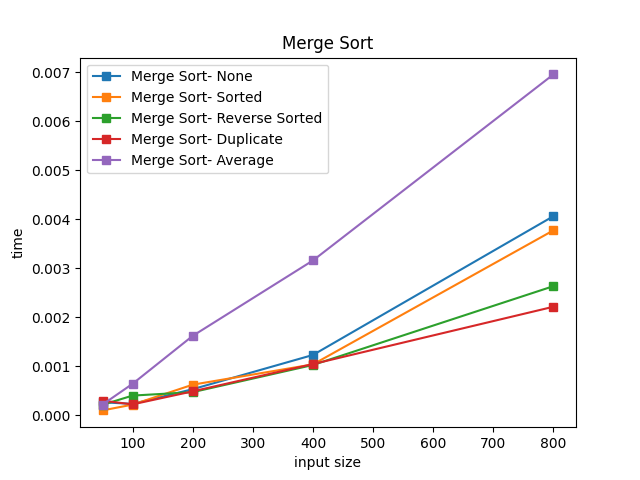 Merge Sort
0.007
0.006
0.005
0.004
0.003
0.002
0.001
0.000
time
Merge Sort- None
Merge Sort- Sorted
Merge Sort- Reverse Sorted
Merge Sort- Duplicate
Merge Sort- Average
100 200 300 400 500 600 700 800
input size